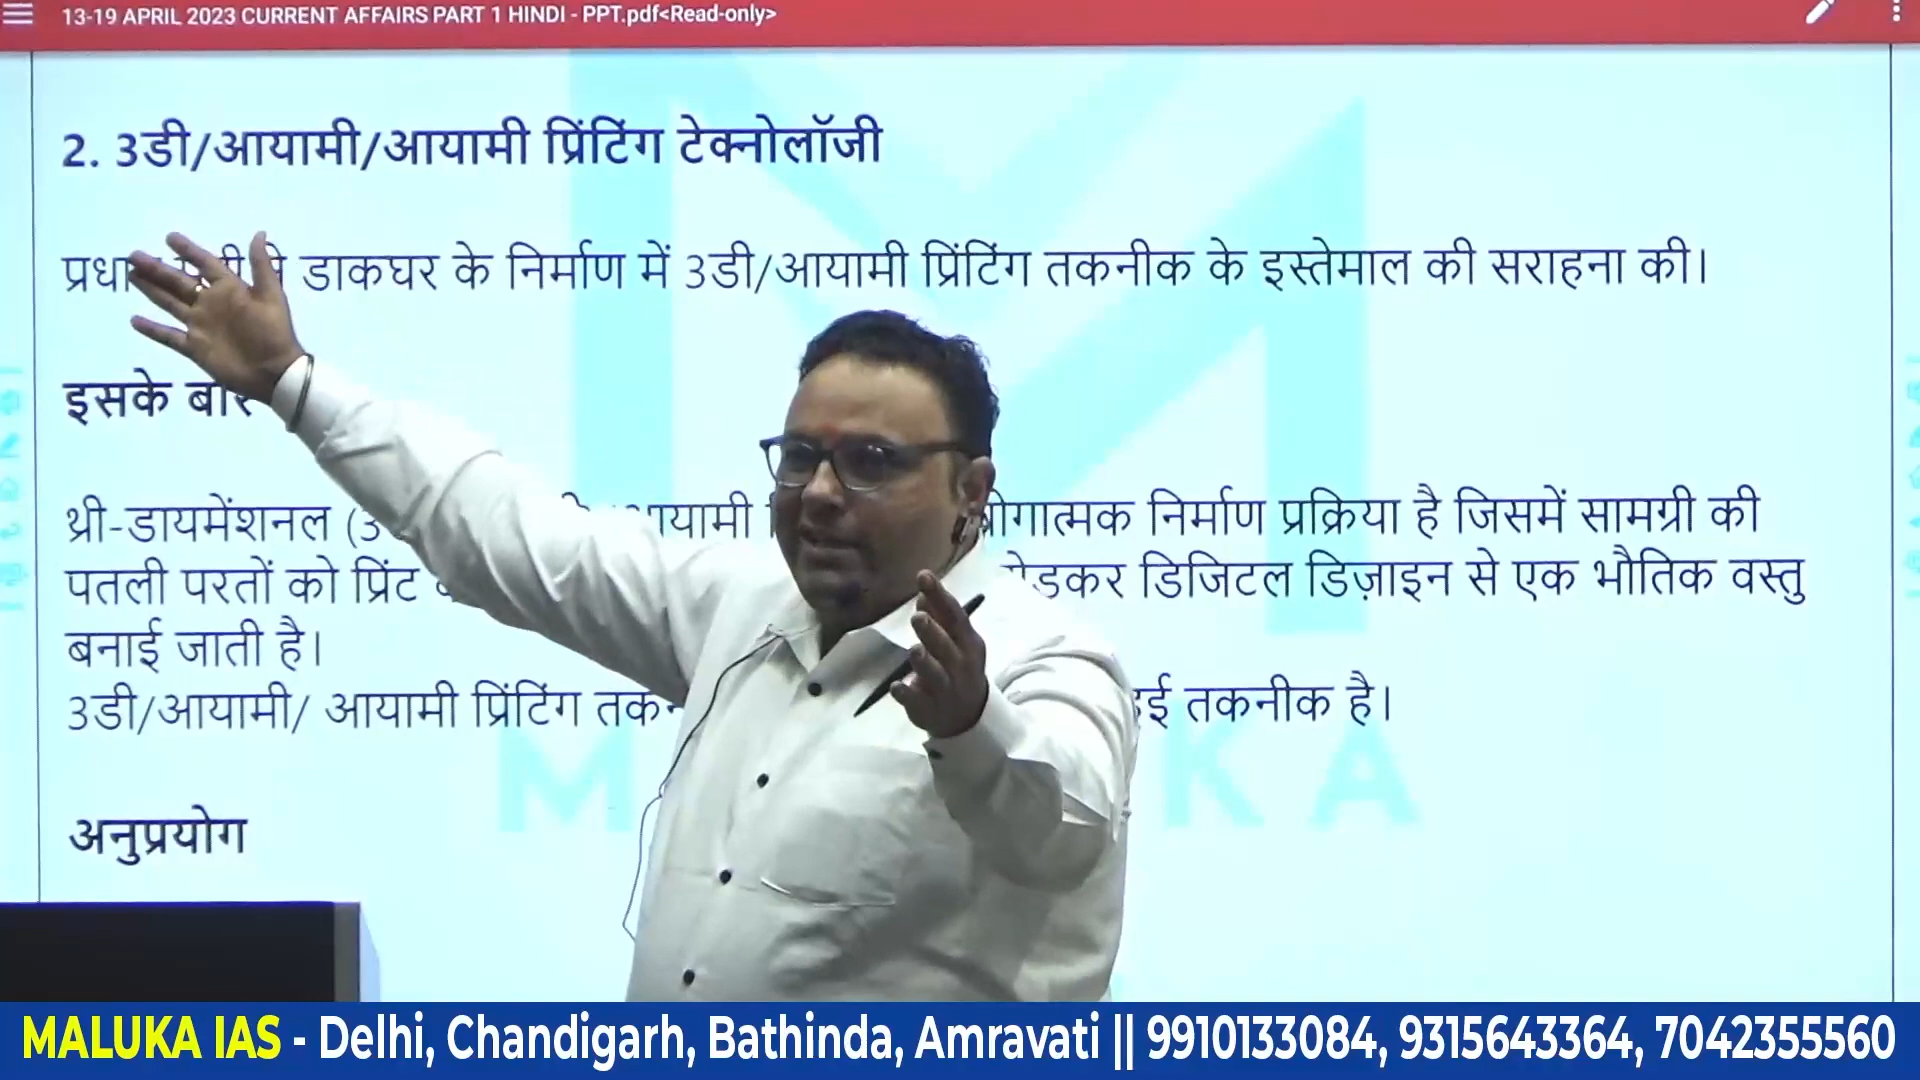 13-19 APRIL 2023 CURRENT AFFAIRS PART 1 HINDI - PPT.pdf<Read-only>
2. 3डी/आयामी/आयामी प्रिंटिंग टेक्नोलॉजी
डाकघर के निर्माण में 3डी/आयामी प्रिंटिंग तकनीक के इस्तेमाल की सराहना की।
इसके
थ्री-डायमेंशनल निर्माण प्रक्रिया है जिसमें सामग्री की
पतली परतों को प्रिंट डिजिटल डिज़ाइन से एक भौतिक वस्तु
बनाई जाती है।
3डी/आयामी/ आयामी प्रिंटिंग तकनीक है।
अनुप्रयोग
MALUKA IAS - Delhi, Chandigarh, Bathinda, Amravati || 9910133084, 9315643364, 7042355560